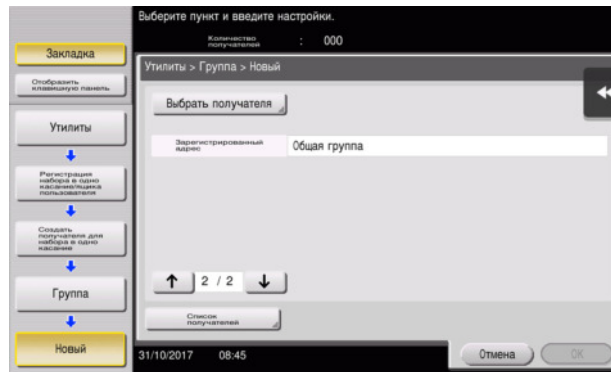 Выберите пункт и введите настройки.
Количество
получателей : 000
Закладка
Отобразить
клавишную панель
Утилиты
Регистрация
набора в одно
касание/ящика
пользователя
Создать
получателя для
набора в одно
касание
Группа
Новый
Утилиты > Группа > Новый
Выбрать получателя
Зарегистрированный
адрес
Общая группа
2 / 2
Список
получателей
31/10/2017 08:45
Отмена
OK